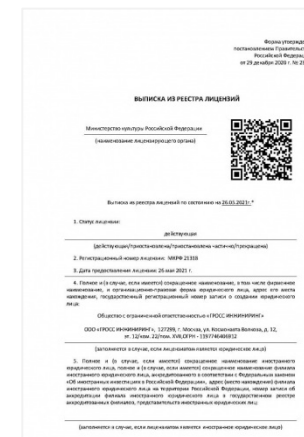 Форма утверждена
постановлением Правительства
Российской Федерации
от 29 декабря 2020 г. №
ВЫПИСКА ИЗ РЕЕСТРА ЛИЦЕНЗИЙ
Министерство культуры Российской Федерации
(наименование лицензирующего органа)
Выписка из реестра лицензий по состоянию на 26.05.2021г.*
1. Статус лицензии:
действующая
(действующая/приостановлена/приостановлена частично/прекращена)
2. Регистрационный номер лицензии: МКРФ 21338
3. Дата предоставления лицензии: 26 мая 2021 г.
4. Полное и (в случае, если имеется) сокращенное наименование, в том числе фирменное
наименование, и организационно-правовая форма юридического лица, адрес его места
нахождения, государственный регистрационный номер записи о создании юридического
лица:
Общество с ограниченной ответственностью «ГРОСС ИНЖИНИРИНГ»
ООО «ГРОСС ИНЖИНИРИНГ», 127299, г. Москва, ул. Космонавта Волкова, д. 12,
эт. 12/ком. 22/пом. XVII, ОГРН -
(заполняется в случае, если лицензиатом является юридическое лицо)
5. Полное и (в случае, если имеется) сокращенное наименование иностранного
юридического лица, полное и (в случае, если имеется) сокращенное наименование филиала
иностранного юридического лица, аккредитованного в соответствии с Федеральным законом
«Об иностранных инвестициях в Российской Федерации», адрес (место нахождения) филиала
иностранного юридического лица на территории Российской Федерации, номер записи об
аккредитации филиала иностранного юридического лица в государственном реестре
аккредитованных филиалов, представительств иностранных юридических лиц:
(заполняется в случае, если лицензиатом является иностранное юридическое лицо)